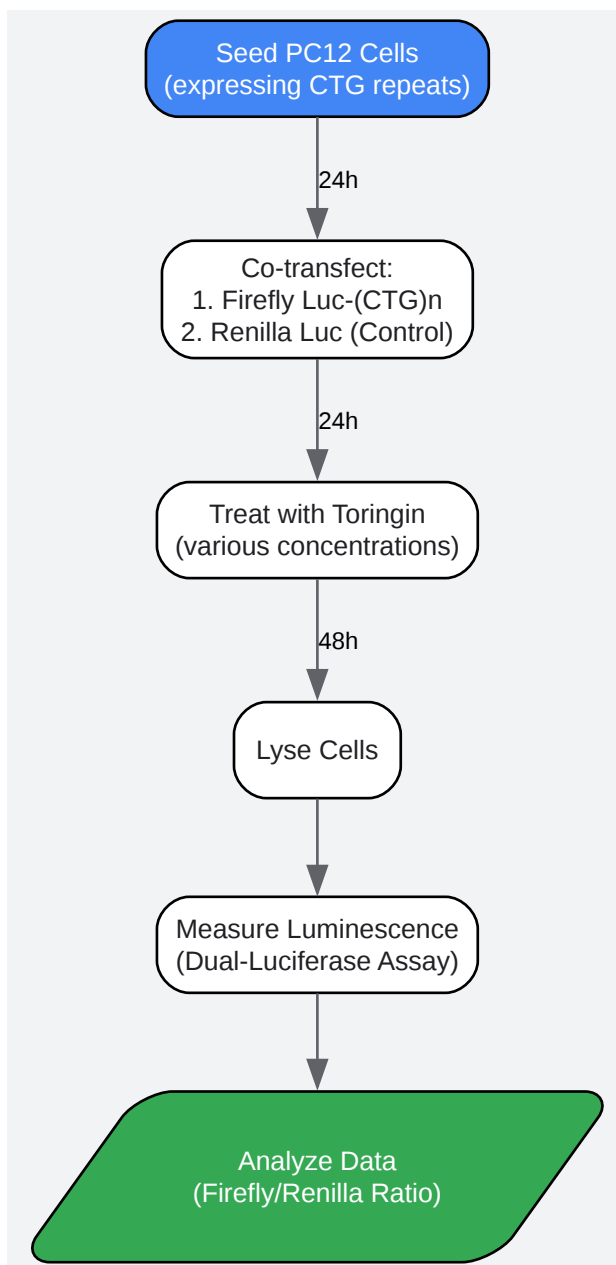 Seed PC12 Cells
(expressing CTG repeats)
24h
Co-transfect:
1. Firefly Luc-(CTG)n
2. Renilla Luc (Control)
24h
Treat with Toringin
(various concentrations)
48h
Lyse Cells
Measure Luminescence
(Dual-Luciferase Assay)
Analyze Data
(Firefly/Renilla Ratio)